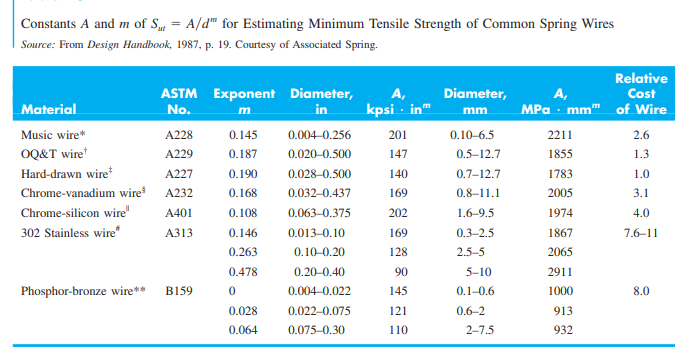 Constants A and m of Sut = A/d^m for Estimating Minimum Tensile Strength of Common Spring Wires
Source: From Design Handbook, 1987, p. 19. Courtesy of Associated Spring.
Material ASTM No. Exponent m Diameter, in A, kpsi · in^m Diameter, mm A, MPa · mm^m Relative Cost of Wire
Music wire* A228 0.145 0.004–0.256 201 0.10–6.5 2211 2.6
OQ&T wire† A229 0.187 0.020–0.500 147 0.5–12.7 1855 1.3
Hard-drawn wire‡ A227 0.190 0.028–0.500 140 0.7–12.7 1783 1.0
Chrome-vanadium wire§ A232 0.168 0.032–0.437 169 0.8–11.1 2005 3.1
Chrome-silicon wire‖ A401 0.108 0.063–0.375 202 1.6–9.5 1974 4.0
302 Stainless wire# A313 0.146 0.013–0.10 169 0.3–2.5 1867 7.6–11
0.263 0.10–0.20 128 2.5–5 2065
0.478 0.20–0.40 90 5–10 2911
Phosphor-bronze wire** B159 0 0.004–0.022 145 0.1–0.6 1000 8.0
0.028 0.022–0.075 121 0.6–2 913
0.064 0.075–0.30 110 2–7.5 932